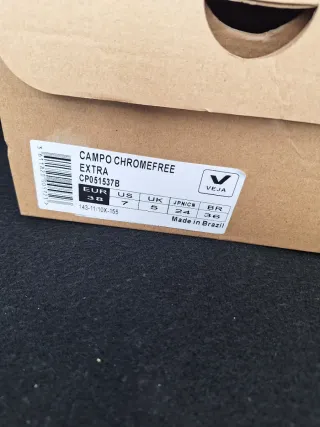 CAMPO CHROMEFREE
EXTRA
CP051537B
VEJA
EUR US UK JPN/CN BR
38 7 5 24 36
Made in Brazil